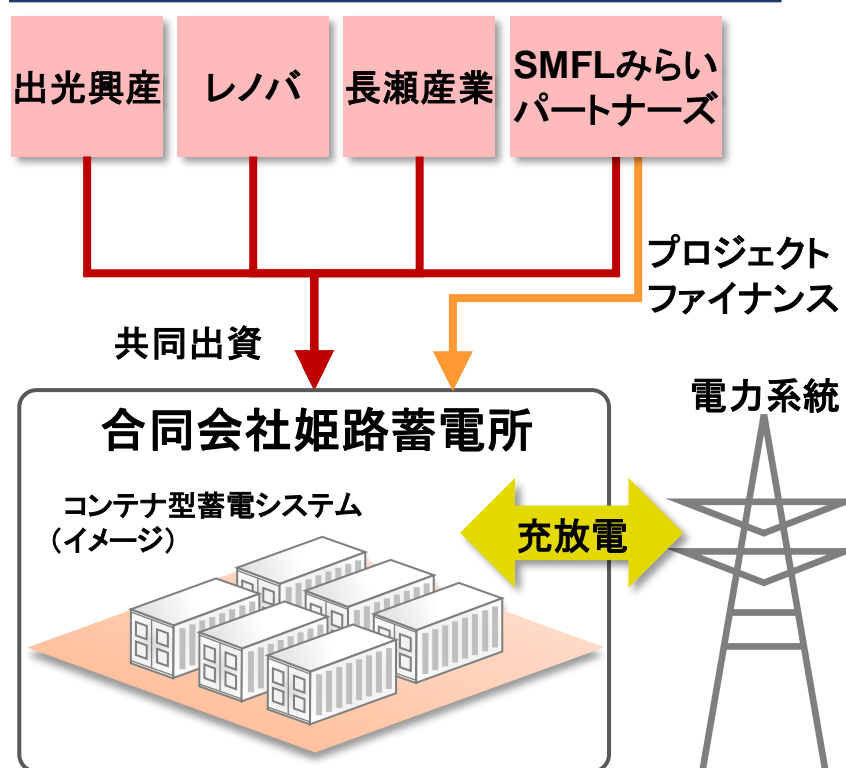 出光興産
レノバ
長瀬産業
SMFLみらい
パートナーズ
プロジェクト
ファイナンス
共同出資
電力系統
合同会社姫路蓄電所
コンテナ型蓄電システム
（イメージ）
充放電